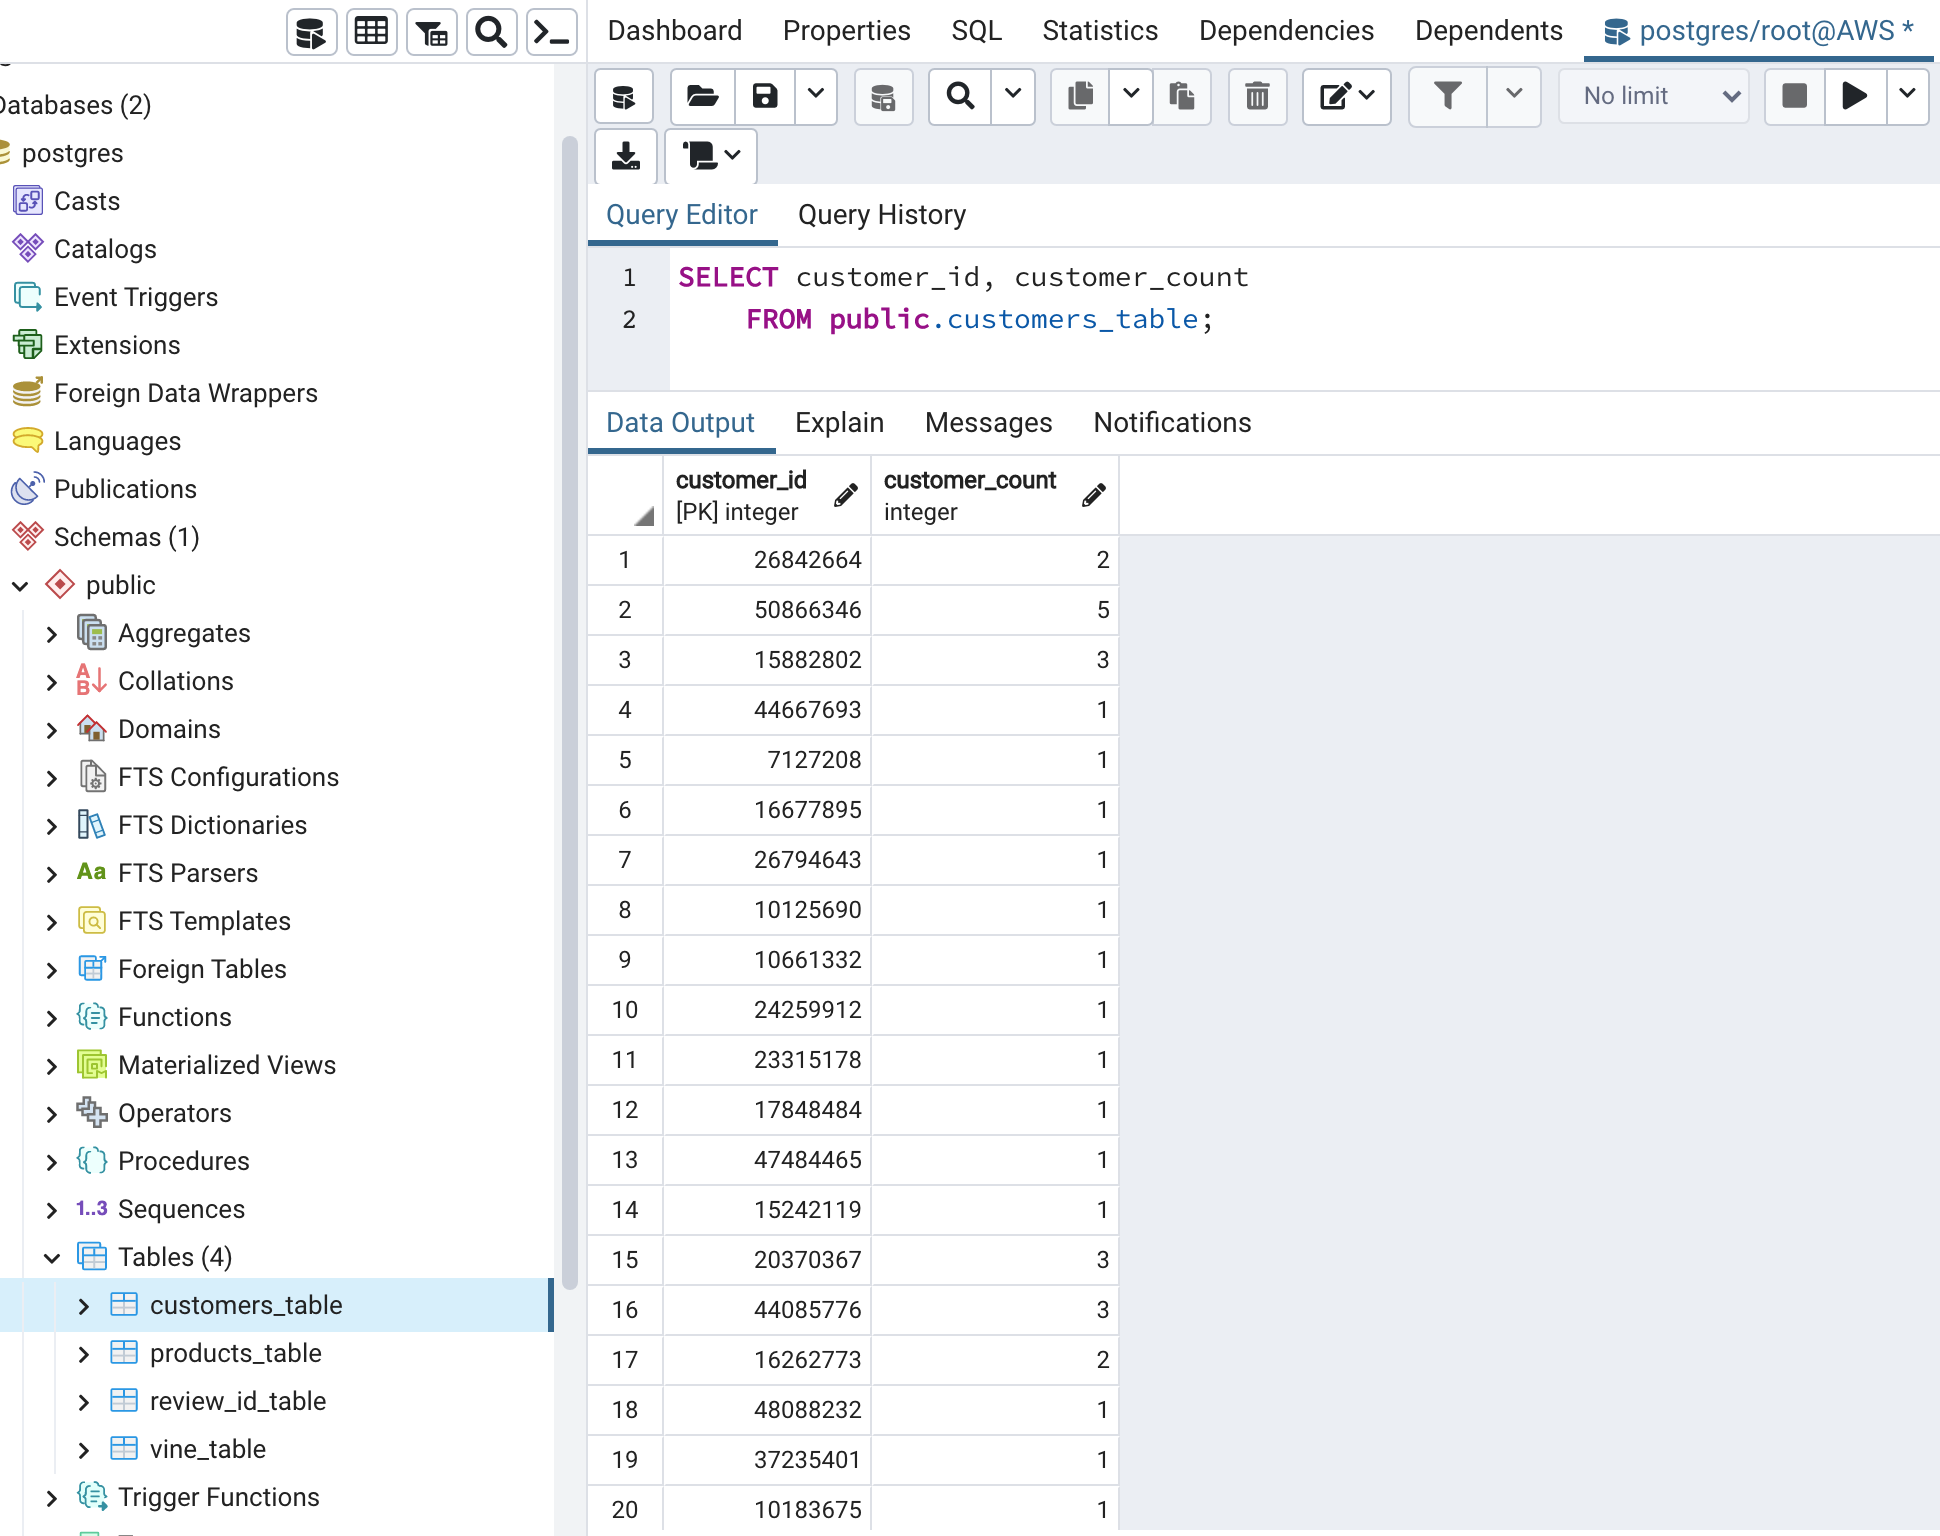 Dashboard Properties SQL Statistics Dependencies Dependents postgres/root@AWS *
Databases (2)
postgres
Casts
Catalogs
Event Triggers
Extensions
Foreign Data Wrappers
Languages
Publications
Schemas (1)
public
Aggregates
Collations
Domains
FTS Configurations
FTS Dictionaries
Aa FTS Parsers
FTS Templates
Foreign Tables
Functions
Materialized Views
Operators
Procedures
1..3 Sequences
Tables (4)
customers_table
products_table
review_id_table
vine_table
Trigger Functions
No limit
Query Editor Query History
1 SELECT customer_id, customer_count
2 FROM public.customers_table;
Data Output Explain Messages Notifications
customer_id customer_count
[PK] integer integer
1 26842664 2
2 50866346 5
3 15882802 3
4 44667693 1
5 7127208 1
6 16677895 1
7 26794643 1
8 10125690 1
9 10661332 1
10 24259912 1
11 23315178 1
12 17848484 1
13 47484465 1
14 15242119 1
15 20370367 3
16 44085776 3
17 16262773 2
18 48088232 1
19 37235401 1
20 10183675 1